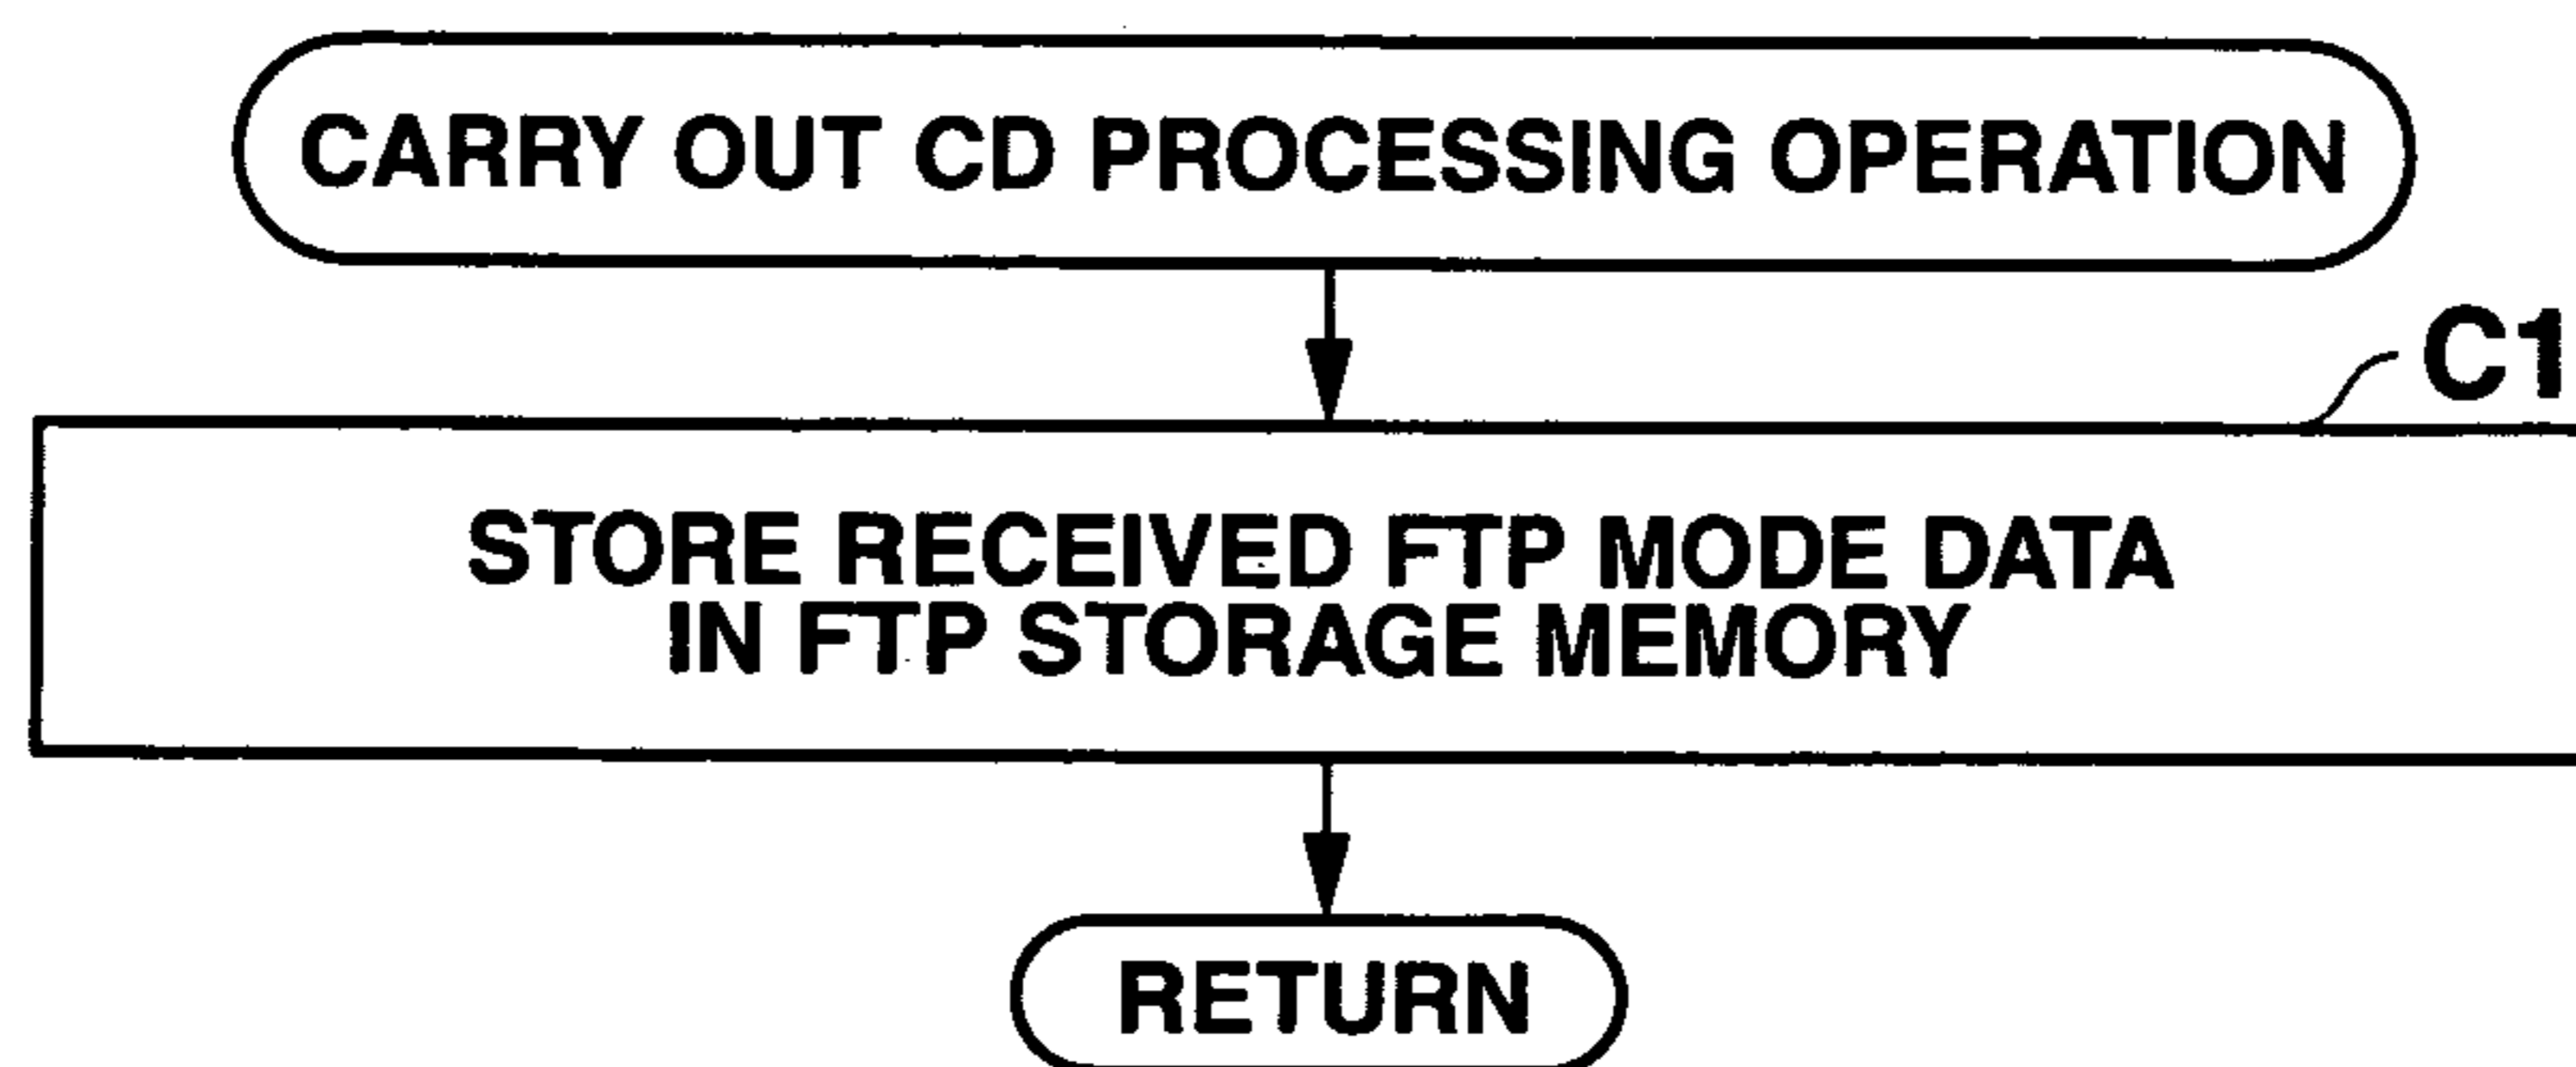 CARRY OUT CD PROCESSING OPERATION
C1
STORE RECEIVED FTP MODE DATA
IN FTP STORAGE MEMORY
RETURN